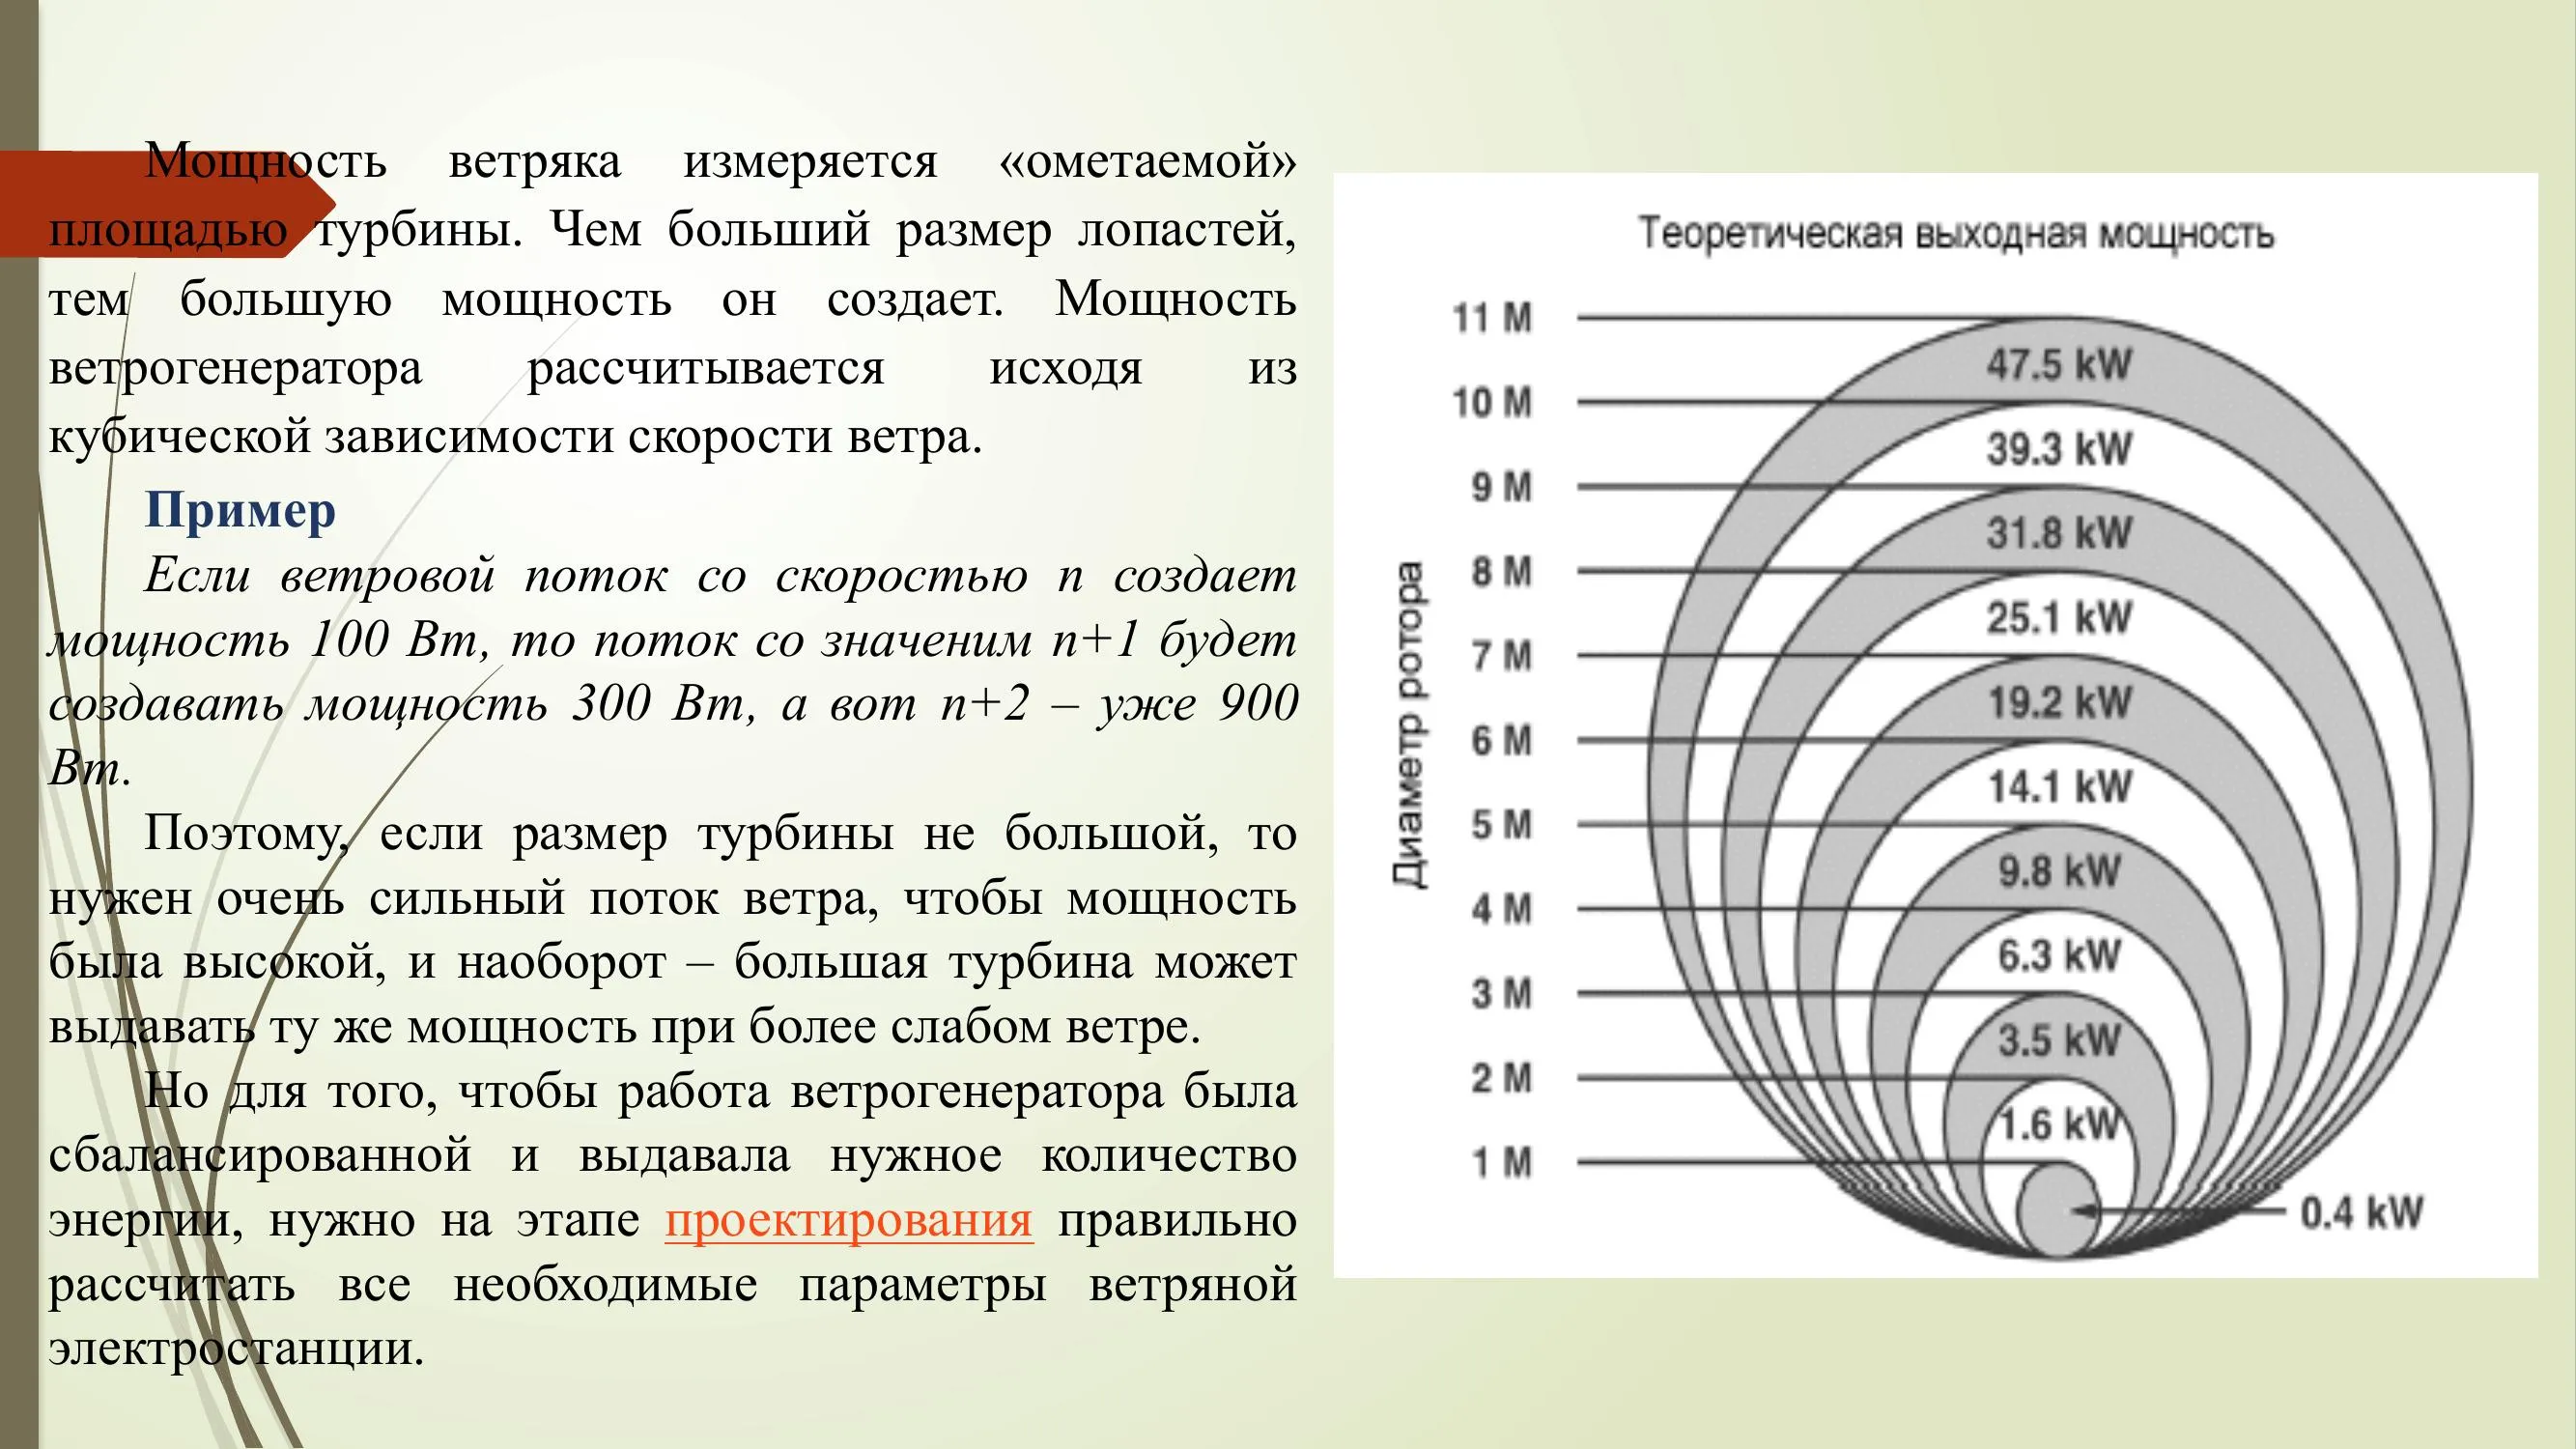 Мощность ветряка измеряется «ометаемой»
площадью турбины. Чем больший размер лопастей,
тем большую мощность он создает. Мощность
ветрогенератора рассчитывается исходя из
кубической зависимости скорости ветра.
Пример
Если ветровой поток со скоростью n создает
мощность 100 Вт, то поток со значеним n+1 будет
создавать мощность 300 Вт, а вот n+2 – уже 900
Вт.
Поэтому, если размер турбины не большой, то
нужен очень сильный поток ветра, чтобы мощность
была высокой, и наоборот – большая турбина может
выдавать ту же мощность при более слабом ветре.
Но для того, чтобы работа ветрогенератора была
сбалансированной и выдавала нужное количество
энергии, нужно на этапе проектирования правильно
рассчитать все необходимые параметры ветряной
электростанции.
Теоретическая выходная мощность
Диаметр ротора
11 М
47.5 kW
10 М
39.3 kW
9 М
31.8 kW
8 М
25.1 kW
7 М
19.2 kW
6 М
14.1 kW
5 М
9.8 kW
4 М
6.3 kW
3 М
3.5 kW
2 М
1.6 kW
1 М
0.4 kW